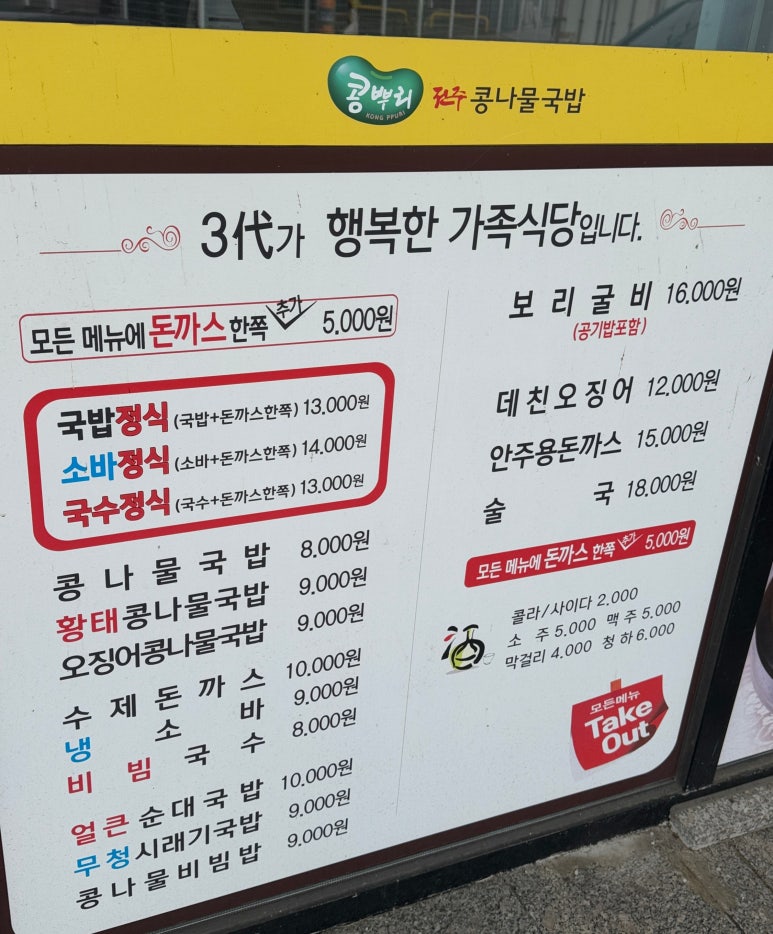 콩뿌리 전주 콩나물국밥
KONG PPURI
3代가 행복한 가족식당입니다.
모든 메뉴에 돈까스 한쪽 추가 5,000원
국밥정식 (국밥+돈까스한쪽) 13,000원
소바정식 (소바+돈까스한쪽) 14,000원
국수정식 (국수+돈까스한쪽) 13,000원
콩나물국밥 8,000원
황태콩나물국밥 9,000원
오징어콩나물국밥 9,000원
수제돈까스 10,000원
냉소바 9,000원
비빔국수 8,000원
얼큰순대국밥 10,000원
무청시래기국밥 9,000원
콩나물비빔밥 9,000원
보리굴비 16,000원
(공기밥포함)
데친오징어 12,000원
안주용돈까스 15,000원
술국 18,000원
모든 메뉴에 돈까스 한쪽 추가 5,000원
酒
콜라/사이다 2,000
소주 5,000 맥주 5,000
막걸리 4,000 청하 6,000
모든메뉴
Take
Out